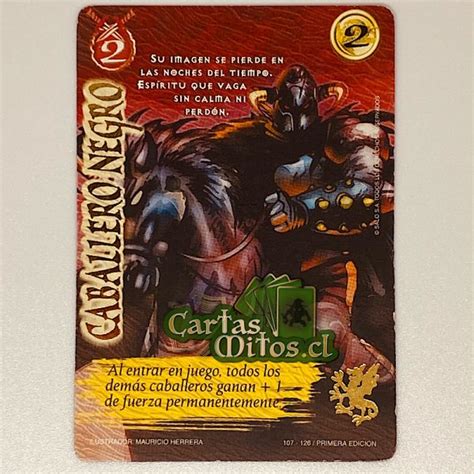 2
2
Su imagen se pierde en
las noches del tiempo.
Espíritu que vaga
sin calma ni
perdón.
CABALLERO NEGRO
Cartas
Mitos.cl
Al entrar en juego, todos los
demás caballeros ganan + 1
de fuerza permanentemente
ILUSTRADOR: MAURICIO HERRERA
107 - 126 / PRIMERA EDICION